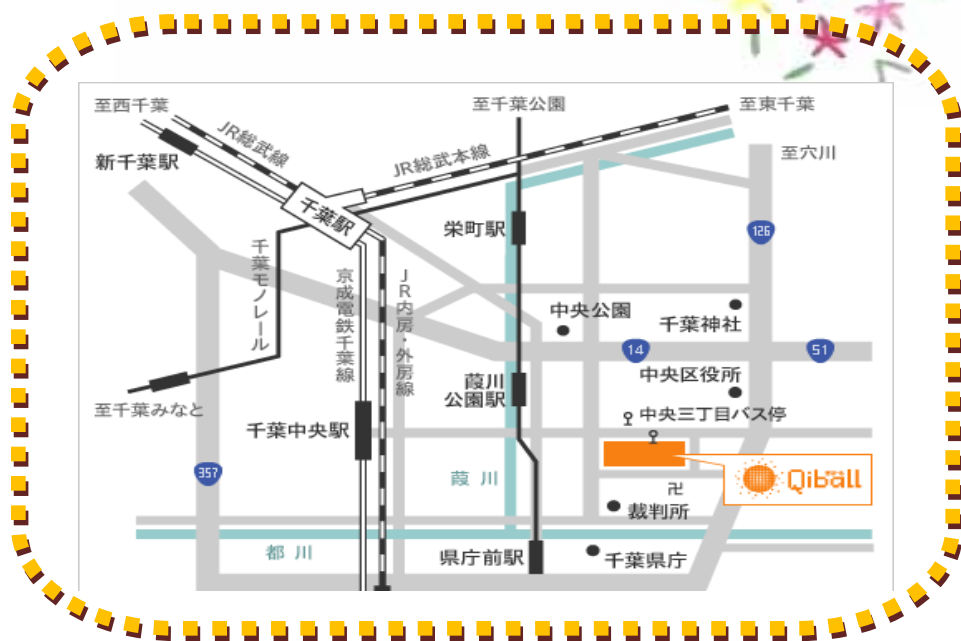 至西千葉
至千葉公園
至東千葉
JR総武線
新千葉駅
JR総武本線
至穴川
千葉駅
栄町駅
126
千葉モノレール
京成電鉄千葉線
JR内房・外房線
中央公園
千葉神社
14
51
葭川
公園駅
中央区役所
至千葉みなと
千葉中央駅
中央三丁目バス停
357
葭川
Qiball
卍
裁判所
都川
県庁前駅
千葉県庁